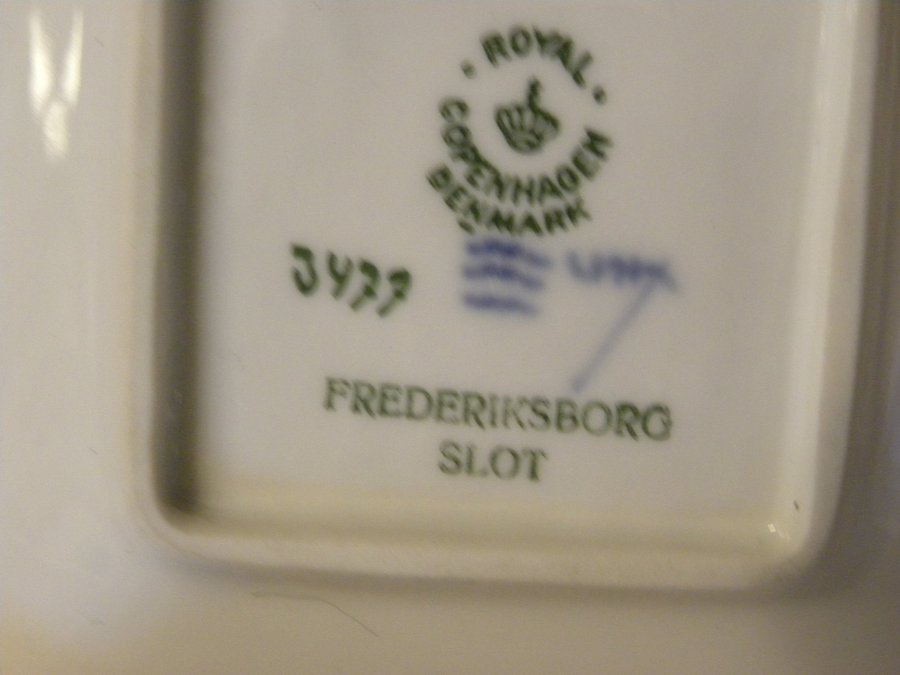 ROYAL
COPENHAGEN
DENMARK
3477
FREDERIKSBORG
SLOT